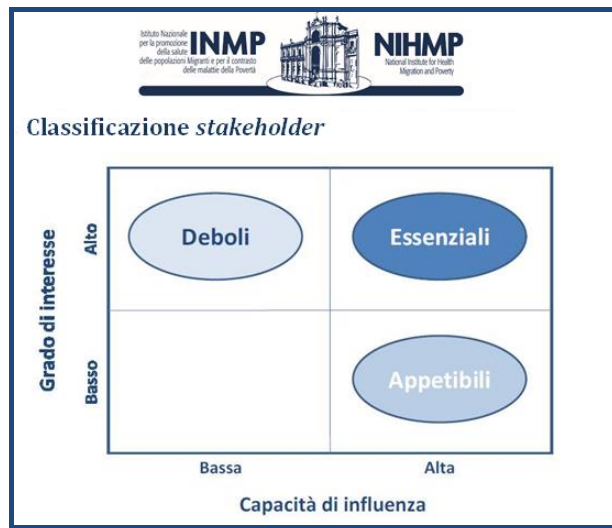 Istituto Nazionale
per la promozione
della salute
delle popolazioni Migranti e per il contrasto
delle malattie della Povertà
INMP
NIHMP
National Institute for Health
Migration and Poverty
Classificazione stakeholder
Grado di interesse
Alto
Basso
Deboli
Essenziali
Appetibili
Bassa
Alta
Capacità di influenza